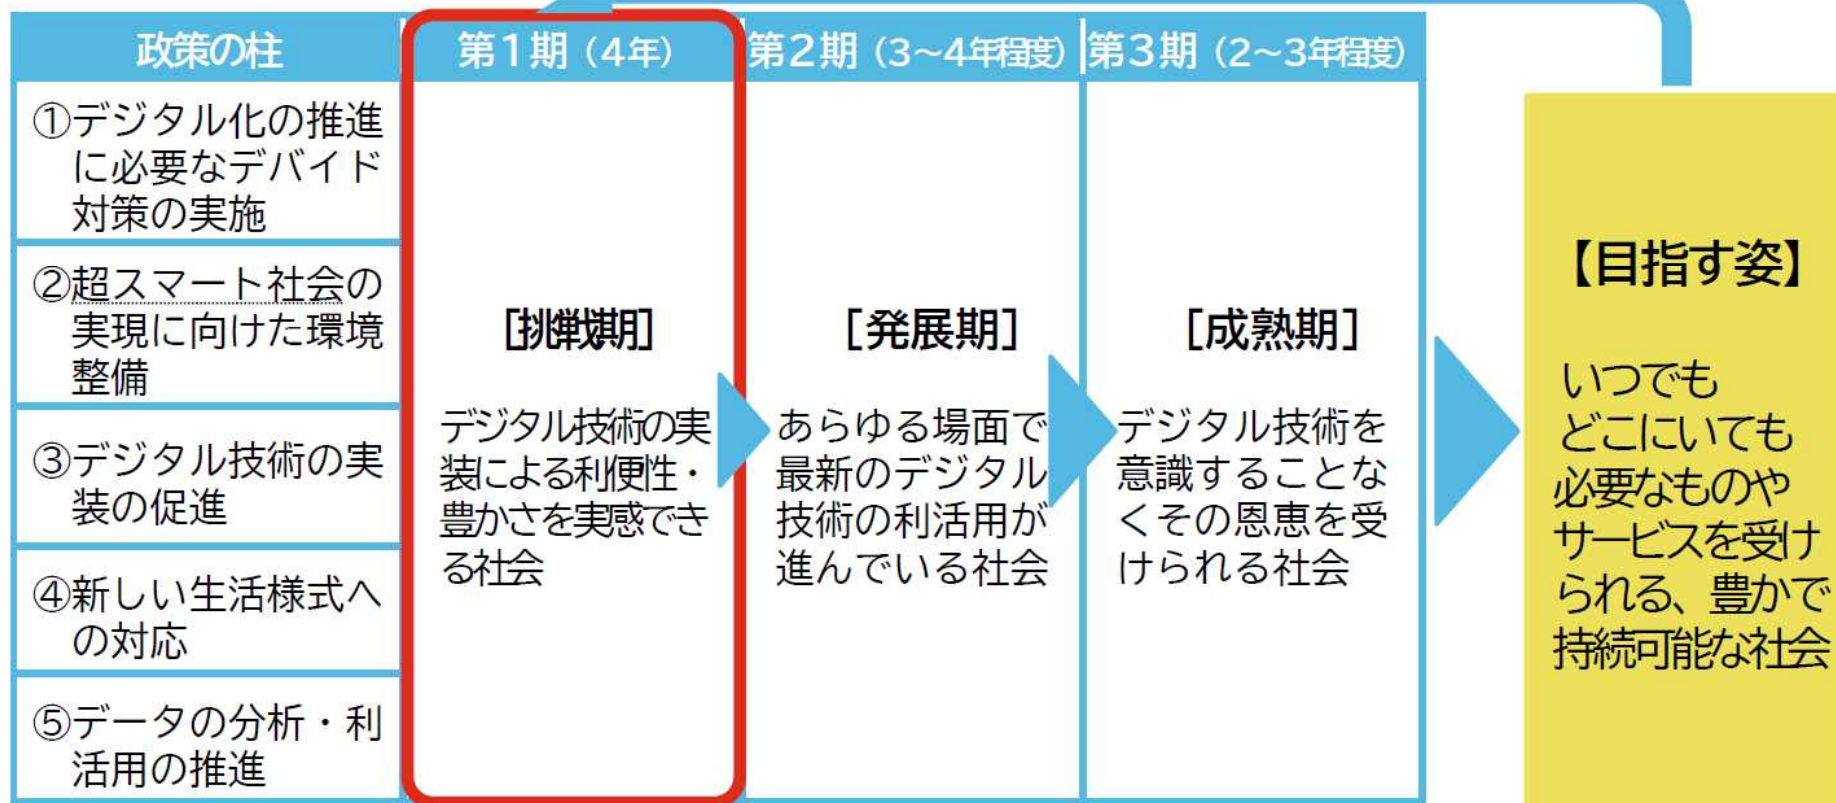 政策の柱
第1期（4年）
第2期（3～4年程度）
第3期（2～3年程度）
①デジタル化の推進
に必要なデバイド
対策の実施
②超スマート社会の
実現に向けた環境
整備
③デジタル技術の実
装の促進
④新しい生活様式へ
の対応
⑤データの分析・利
活用の推進
［挑戦期］
デジタル技術の実
装による利便性・
豊かさを実感でき
る社会
［発展期］
あらゆる場面で
最新のデジタル
技術の利活用が
進んでいる社会
［成熟期］
デジタル技術を
意識することな
くその恩恵を受
けられる社会
【目指す姿】
いつでも
どこにいても
必要なものや
サービスを受け
られる、豊かで
持続可能な社会